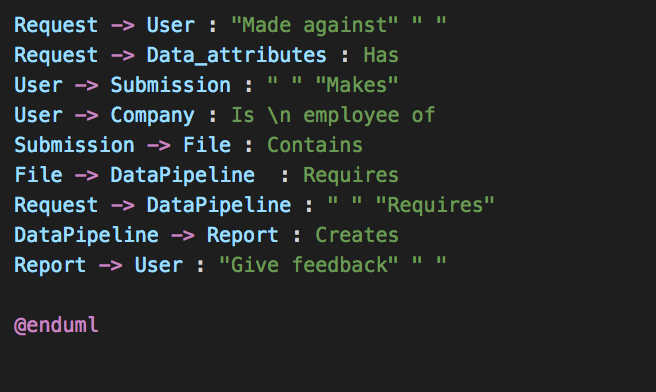 Request -> User : "Made against" " "
Request -> Data_attributes : Has
User -> Submission : " " "Makes"
User -> Company : Is \n employee of
Submission -> File : Contains
File -> DataPipeline  : Requires
Request -> DataPipeline : " " "Requires"
DataPipeline -> Report : Creates
Report -> User : "Give feedback" " "
@enduml